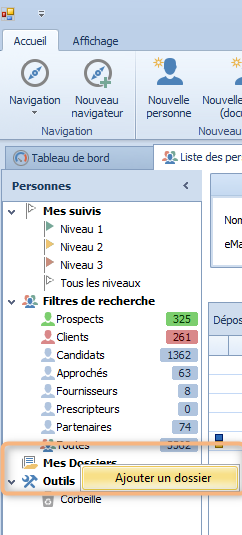 Accueil Affichage
Navigation Nouveau navigateur Nouvelle personne Nouvelle (docu
Navigation Nouveau
Tableau de bord Liste des per
Personnes
Mes suivis
Niveau 1
Niveau 2
Niveau 3
Tous les niveaux
Filtres de recherche
Prospects 325
Clients 261
Candidats 1362
Approchés 63
Fournisseurs 8
Prescripteurs 0
Partenaires 74
Toutes 5382
Mes Dossiers
Ajouter un dossier
Outils
Corbeille
Nom
eMa
Dépos